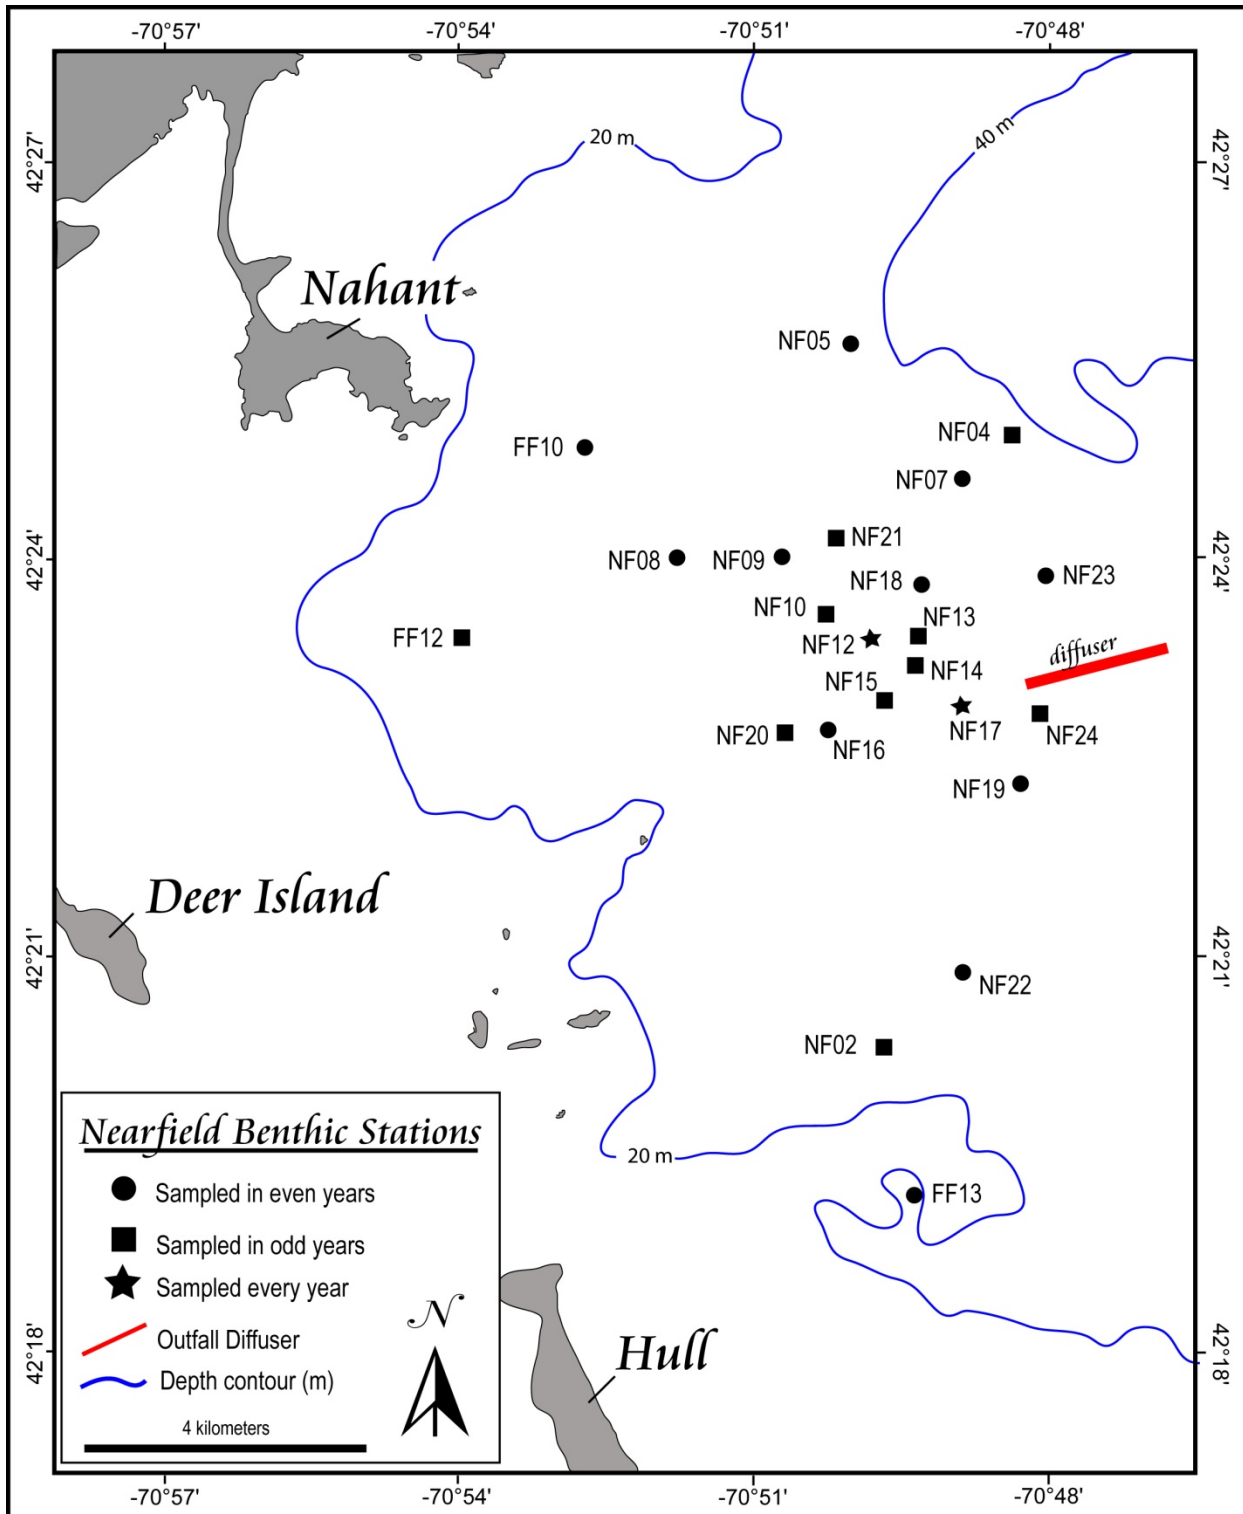 -70°57' -70°54' -70°51' -70°48'
20 m
40 m
42°27' 42°27'
Nahant
NF05
NF04
FF10
NF07
NF21
NF08 NF09
42°24' 42°24'
NF18 NF23
NF10
NF13
FF12
NF12
diffuser
NF14
NF15
NF17 NF24
NF20
NF16
NF19
Deer Island
42°21' 42°21'
NF22
NF02
20 m
FF13
Nearfield Benthic Stations
Sampled in even years
Sampled in odd years
Sampled every year
N
Outfall Diffuser
Depth contour (m)
4 kilometers
Hull
42°18' 42°18'
-70°57' -70°54' -70°51' -70°48'